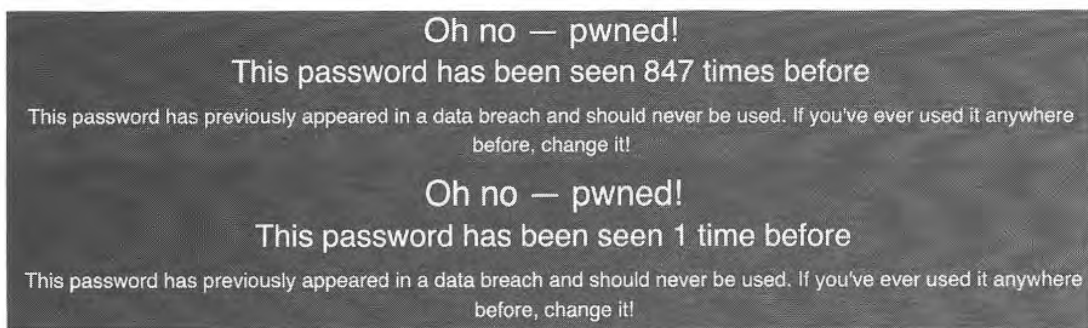 Oh no — pwned!
This password has been seen 847 times before
This password has previously appeared in a data breach and should never be used. If you've ever used it anywhere
before, change it!
Oh no — pwned!
This password has been seen 1 time before
This password has previously appeared in a data breach and should never be used. If you've ever used it anywhere
before, change it!